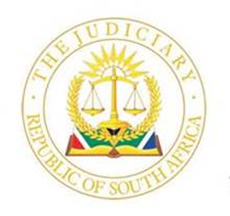 · THE JUDICIARY ·
REPUBLIC OF SOUTH AFRICA